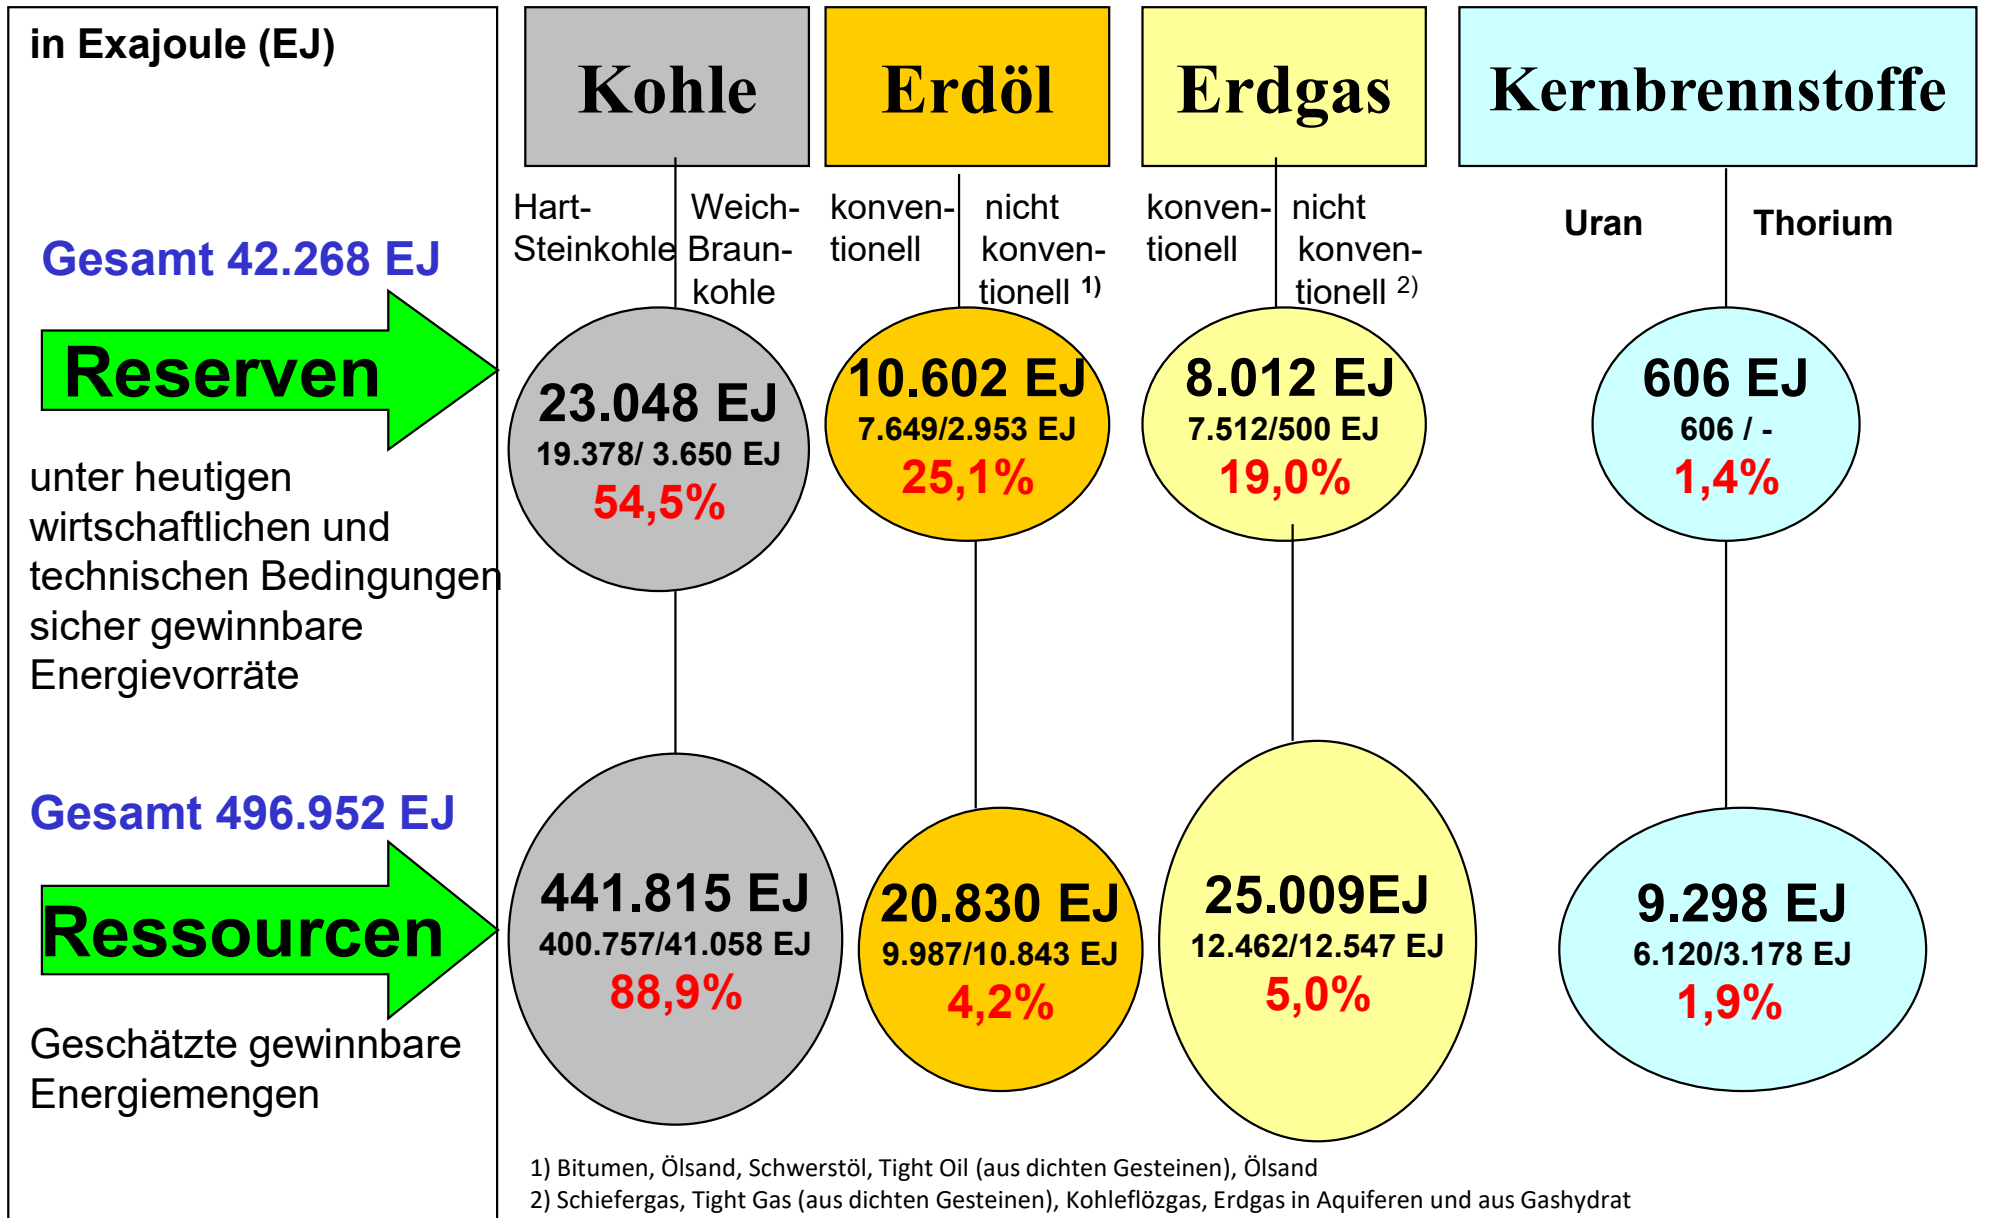 in Exajoule (EJ)
Kohle
Erdöl
Erdgas
Kernbrennstoffe
Hart-
Steinkohle
Weich-
Braun-
kohle
konven-
tionell
nicht
konven-
tionell 1)
konven-
tionell
nicht
konven-
tionell 2)
Uran
Thorium
Gesamt 42.268 EJ
Reserven
unter heutigen
wirtschaftlichen und
technischen Bedingungen
sicher gewinnbare
Energievorräte
23.048 EJ
19.378/ 3.650 EJ
54,5%
10.602 EJ
7.649/2.953 EJ
25,1%
8.012 EJ
7.512/500 EJ
19,0%
606 EJ
606 / -
1,4%
Gesamt 496.952 EJ
Ressourcen
Geschätzte gewinnbare
Energiemengen
441.815 EJ
400.757/41.058 EJ
88,9%
20.830 EJ
9.987/10.843 EJ
4,2%
25.009EJ
12.462/12.547 EJ
5,0%
9.298 EJ
6.120/3.178 EJ
1,9%
1) Bitumen, Ölsand, Schwerstöl, Tight Oil (aus dichten Gesteinen), Ölsand
2) Schiefergas, Tight Gas (aus dichten Gesteinen), Kohleflözgas, Erdgas in Aquiferen und aus Gashydrat